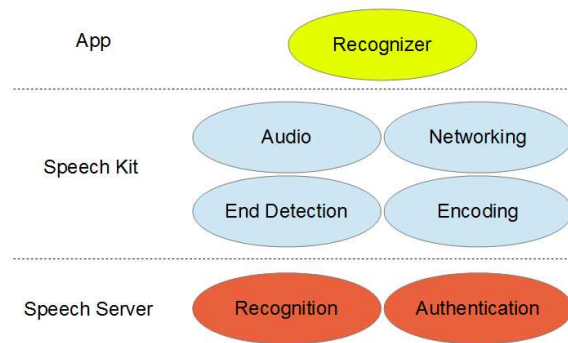 App
Recognizer
Audio
Networking
Speech Kit
End Detection
Encoding
Speech Server
Recognition
Authentication